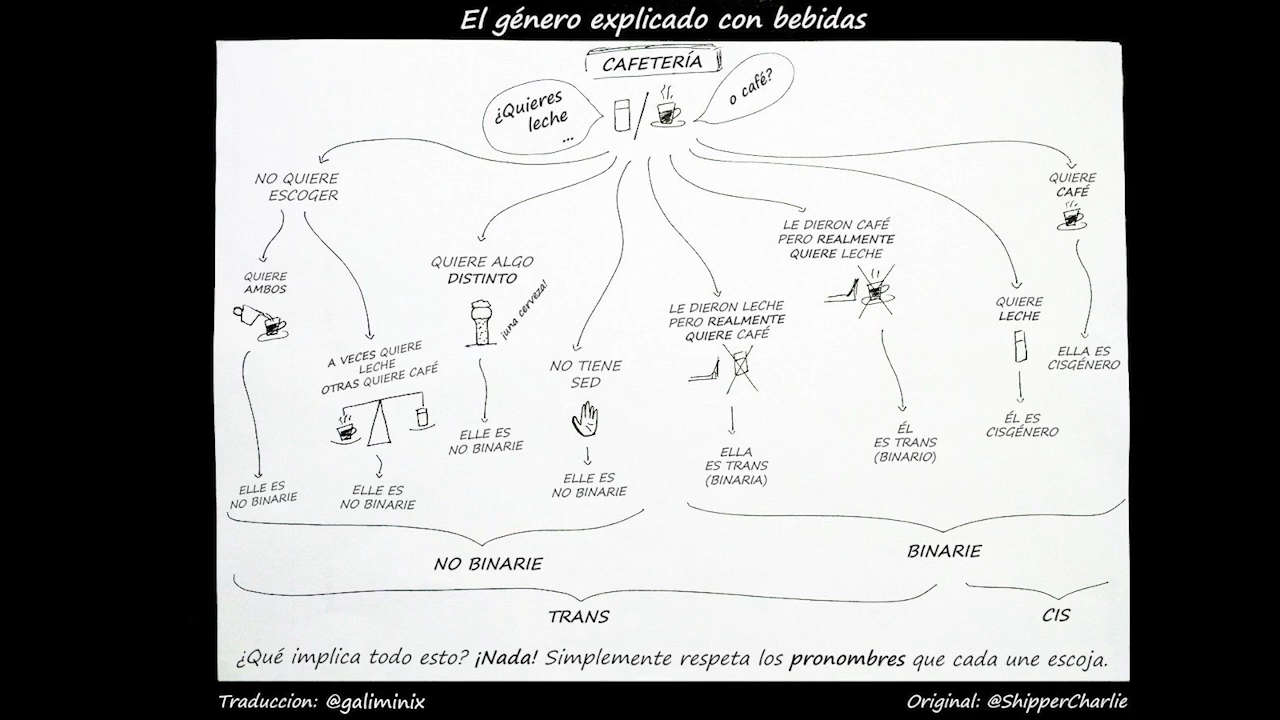 El género explicado con bebidas
CAFETERÍA
¿Quieres
leche
...
o café?
NO QUIERE
ESCOGER
QUIERE
AMBOS
ELLE ES
NO BINARIE
A VECES QUIERE
LECHE
OTRAS QUIERE CAFÉ
ELLE ES
NO BINARIE
QUIERE ALGO
DISTINTO
¡una cerveza!
ELLE ES
NO BINARIE
NO TIENE
SED
ELLE ES
NO BINARIE
LE DIERON LECHE
PERO REALMENTE
QUIERE CAFÉ
ELLA
ES TRANS
(BINARIA)
LE DIERON CAFÉ
PERO REALMENTE
QUIERE LECHE
ÉL
ES TRANS
(BINARIO)
QUIERE
LECHE
ÉL ES
CISGÉNERO
QUIERE
CAFÉ
ELLA ES
CISGÉNERO
NO BINARIE
BINARIE
TRANS
CIS
¿Qué implica todo esto? ¡Nada! Simplemente respeta los pronombres que cada une escoja.
Traduccion: @galiminix
Original: @ShipperCharlie